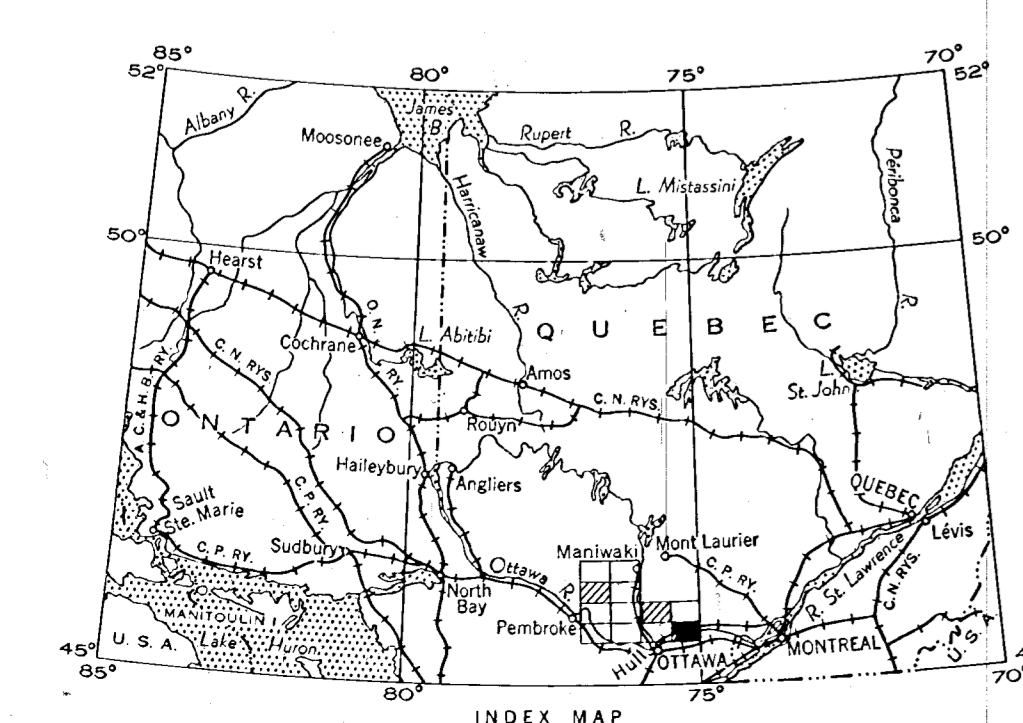 85°
70°
52°
80°
75°
52°
Albany R.
James
B.
Moosonee
Rupert R.
Harricanaw
R.
L. Mistassini
Péribonca
R.
50°
50°
Hearst
O. N.
RY.
Cochrane
L. Abitibi
QUEBEC
C. N. RYS.
L.
St. John
Amos
C. N. RYS.
A. C. & H. B. RY.
ONTARIO
Rouyn
Haileybury
Angliers
C. P. RY.
QUEBEC
Sault
Ste. Marie
Lévis
C. P. RY.
Sudbury
Maniwaki
Mont Laurier
Ottawa
R.
C. P. RY.
R. St. Lawrence
C. N. RYS.
North
Bay
MANITOULIN I.
Pembroke
U. S. A.
Lake Huron
Hull
OTTAWA
MONTREAL
U. S. A.
45°
85°
80°
75°
70°
INDEX MAP